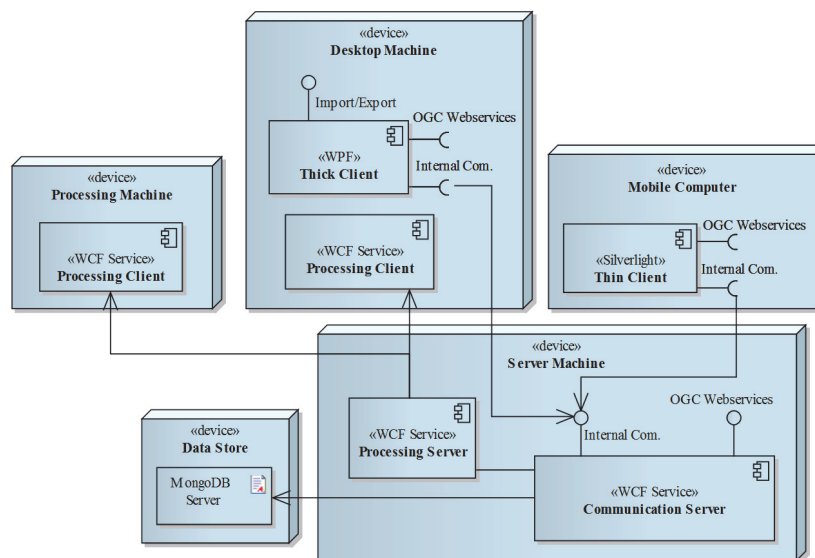 «device»
Desktop Machine
Import/Export
OGC Webservices
«WPF»
Thick Client
Internal Com.
«WCF Service»
Processing Client
«device»
Processing Machine
«WCF Service»
Processing Client
«device»
Mobile Computer
OGC Webservices
«Silverlight»
Thin Client
Internal Com.
«device»
Server Machine
«WCF Service»
Processing Server
Internal Com.
OGC Webservices
«WCF Service»
Communication Server
«device»
Data Store
MongoDB
Server